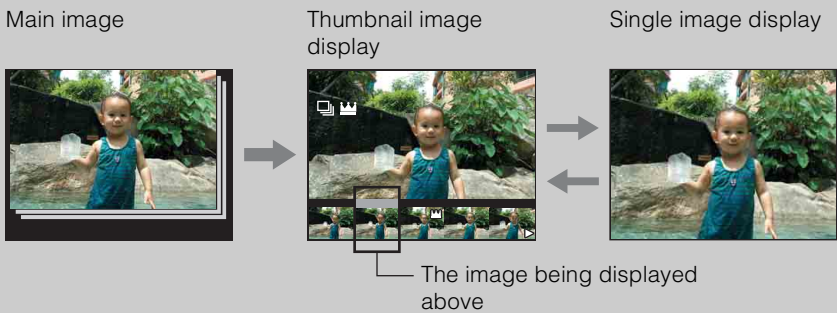 Main image
Thumbnail image
display
Single image display
The image being displayed
above